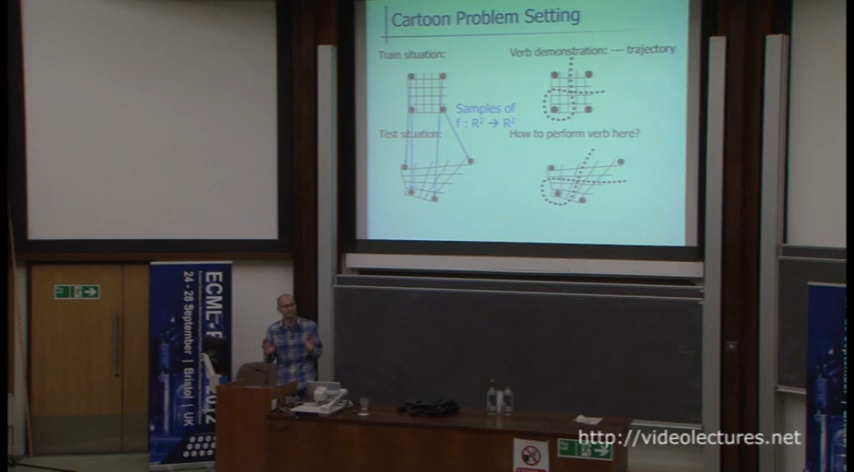 Cartoon Problem Setting
Train situation:
Verb demonstration: --- trajectory
Samples of
f : R² → R²
Test situation:
How to perform verb here?
ECML-P
2012
24 - 28 September | Bristol | UK
http://videolectures.net